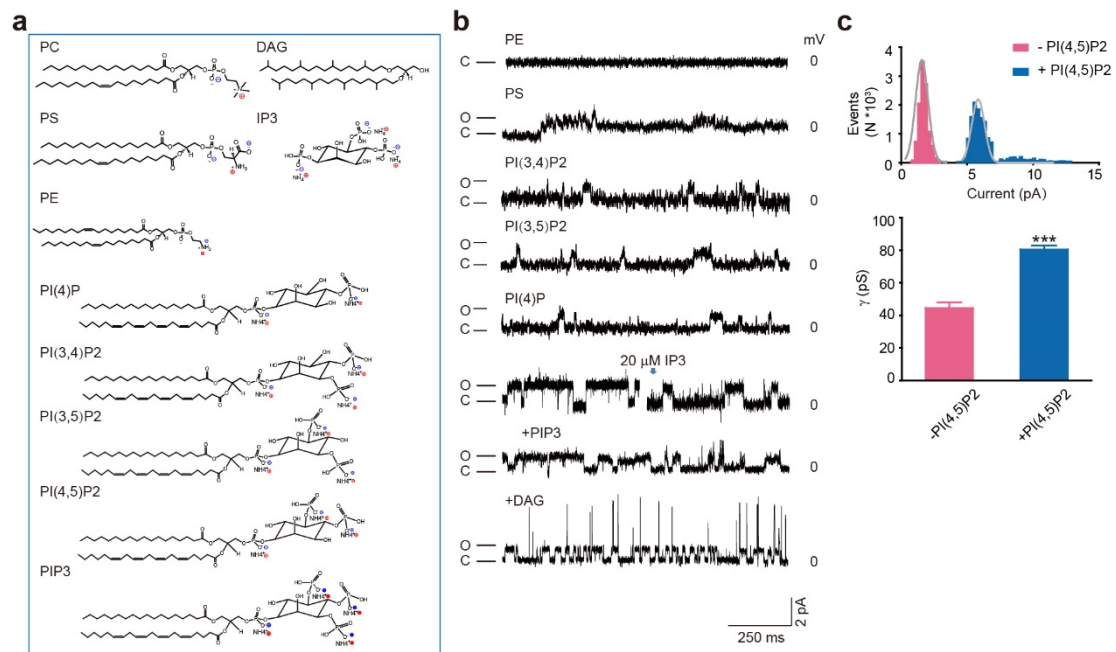 a
PC
DAG
PS
IP3
PE
PI(4)P
PI(3,4)P2
PI(3,5)P2
PI(4,5)P2
PIP3
b
PE
mV
C
0
PS
O
C
0
PI(3,4)P2
O
C
0
PI(3,5)P2
O
C
0
PI(4)P
O
C
0
20 μM IP3
O
C
0
+PIP3
O
C
0
+DAG
O
C
0
2 pA
250 ms
c
- PI(4,5)P2
+ PI(4,5)P2
Events
(N *10³)
4
3
2
1
0
0
5
10
15
Current (pA)
γ (pS)
80
60
40
20
0
***
-PI(4,5)P2
+PI(4,5)P2